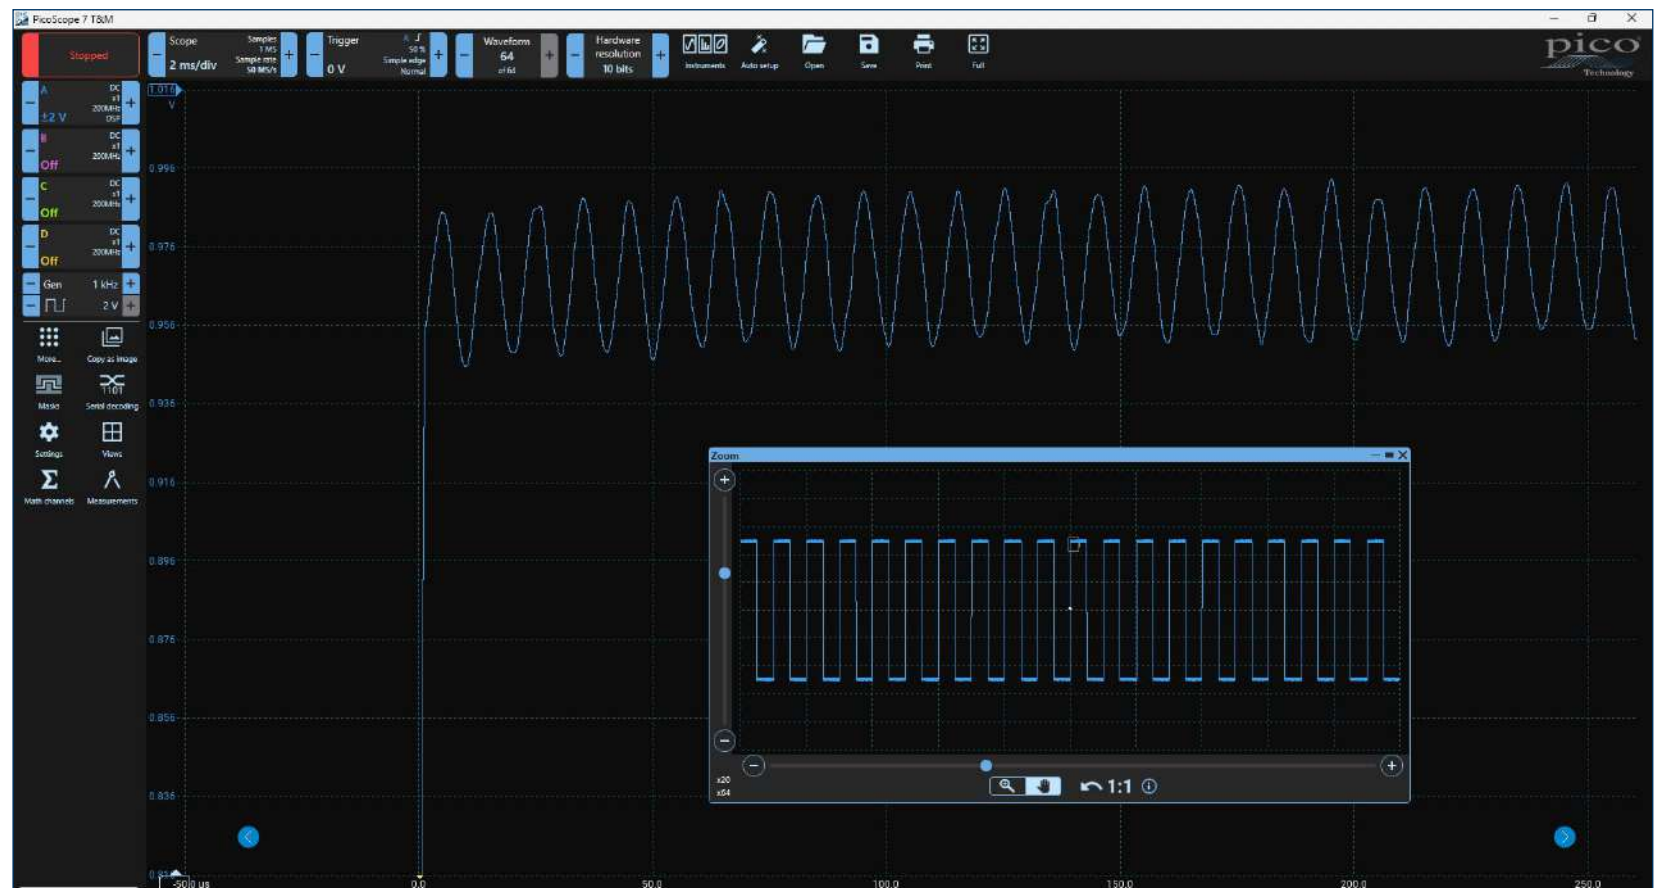 PicoScope 7 T&M
Stopped
Scope
2 ms/div
Samples
1 MS
Sample rate
50 MS/s
Trigger
0 V
A
50 %
Simple edge
Normal
Waveform
64
of 64
Hardware
resolution
10 bits
Instruments
Auto setup
Open
Save
Print
Full
pico
Technology
A
±2 V
DC
x1
200MHz
DSP
B
Off
DC
x1
200MHz
C
Off
DC
x1
200MHz
D
Off
DC
x1
200MHz
Gen
1 kHz
2 V
More...
Copy as image
Masks
1101
Serial decoding
Settings
Views
Math channels
Measurements
1.016
V
0.996
0.976
0.956
0.936
0.916
0.896
0.876
0.856
0.836
-50.0 us
0.0
50.0
100.0
150.0
200.0
250.0
Zoom
x20
x64
1:1